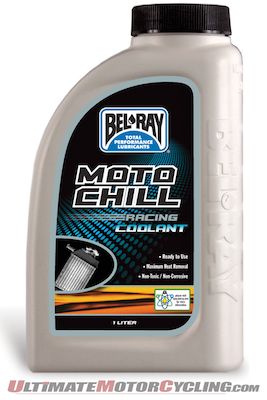 BEL-RAY
TOTAL
PERFORMANCE
LUBRICANTS
MOTO
CHILL
RACING
COOLANT
• Ready to Use
• Maximum Heat Removal
• Non-Toxic / Non-Corrosive
1 LITER
BEL-RAY
ULTIMATEMOTORCYCLING.com